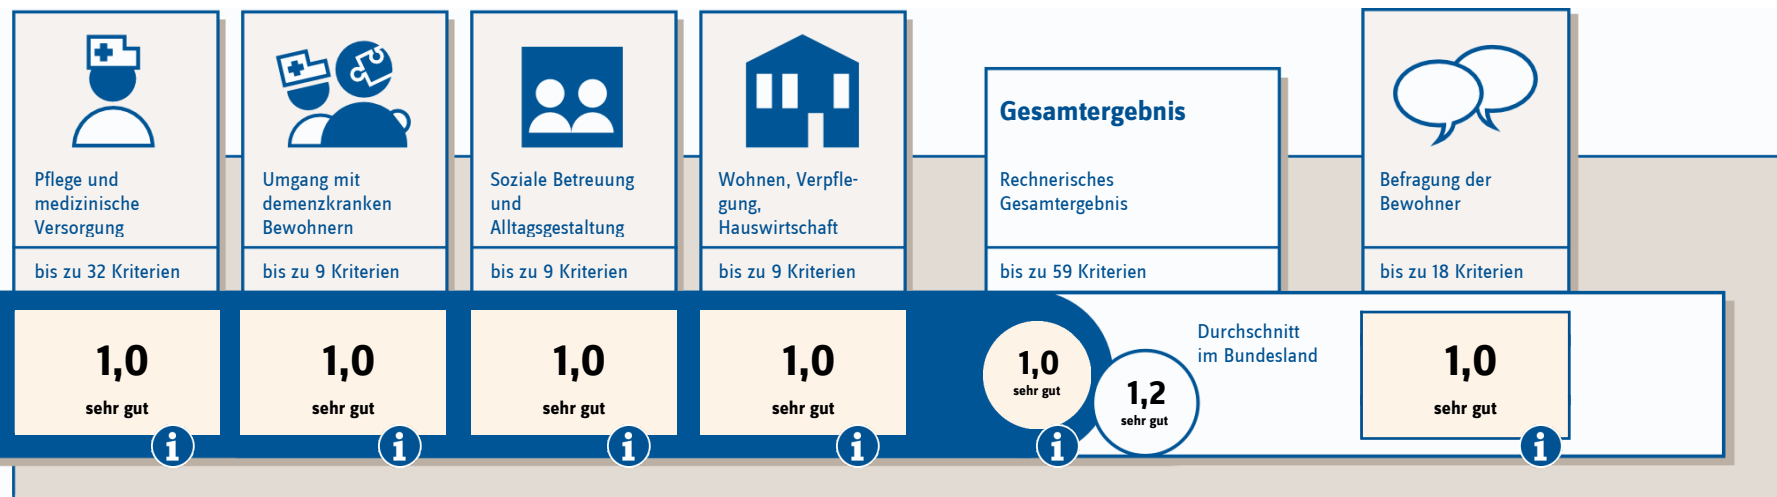 Pflege und
medizinische
Versorgung
bis zu 32 Kriterien
1,0
sehr gut
i
Umgang mit
demenzkranken
Bewohnern
bis zu 9 Kriterien
1,0
sehr gut
i
Soziale Betreuung
und
Alltagsgestaltung
bis zu 9 Kriterien
1,0
sehr gut
i
Wohnen, Verpfle-
gung,
Hauswirtschaft
bis zu 9 Kriterien
1,0
sehr gut
i
Gesamtergebnis
Rechnerisches
Gesamtergebnis
bis zu 59 Kriterien
1,0
sehr gut
i
1,2
sehr gut
Durchschnitt
im Bundesland
Befragung der
Bewohner
bis zu 18 Kriterien
1,0
sehr gut
i